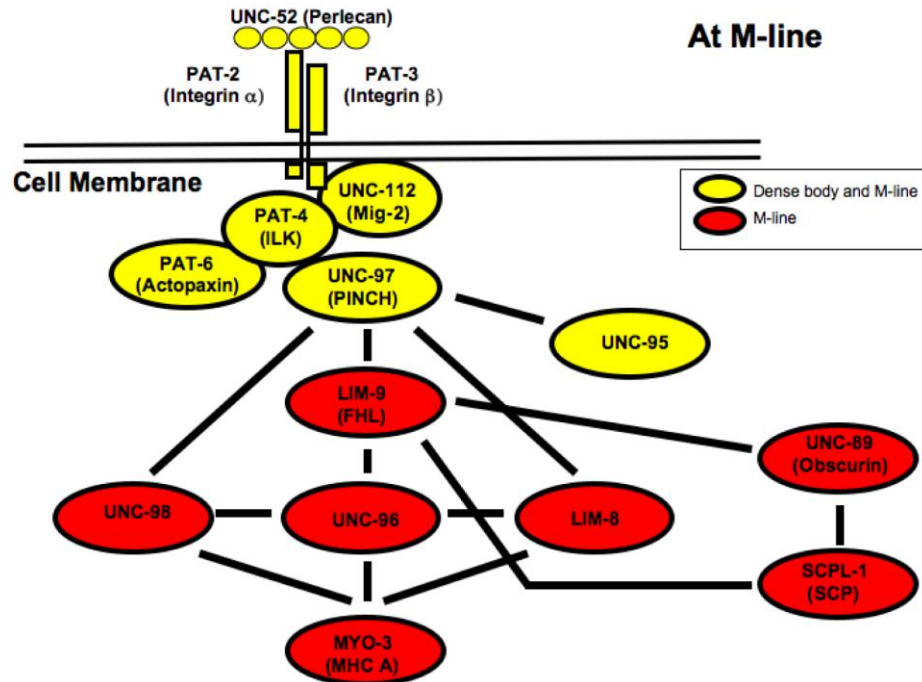 UNC-52 (Perlecan)
At M-line
PAT-2
(Integrin α)
PAT-3
(Integrin β)
Cell Membrane
Dense body and M-line
M-line
UNC-112
(Mig-2)
PAT-4
(ILK)
PAT-6
(Actopaxin)
UNC-97
(PINCH)
UNC-95
LIM-9
(FHL)
UNC-89
(Obscurin)
UNC-98
UNC-96
LIM-8
SCPL-1
(SCP)
MYO-3
(MHC A)